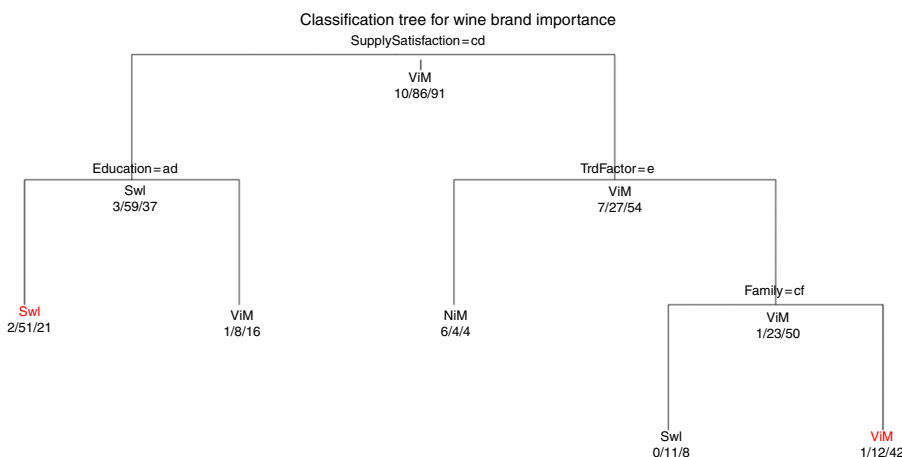 Classification tree for wine brand importance
SupplySatisfaction=cd
ViM
10/86/91
Education=ad
Swl
3/59/37
TrdFactor=e
ViM
7/27/54
Swl
2/51/21
ViM
1/8/16
NiM
6/4/4
Family=cf
ViM
1/23/50
Swl
0/11/8
ViM
1/12/42